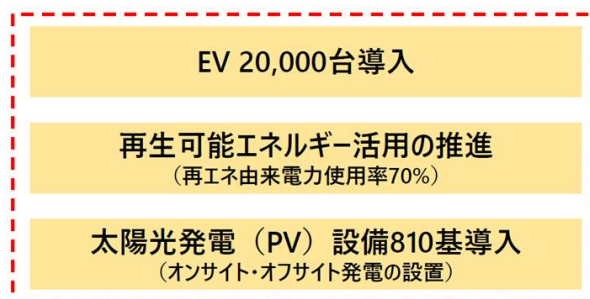 EV 20,000台導入
再生可能エネルギー活用の推進
（再エネ由来電力使用率70%）
太陽光発電（PV）設備810基導入
（オンサイト・オフサイト発電の設置）